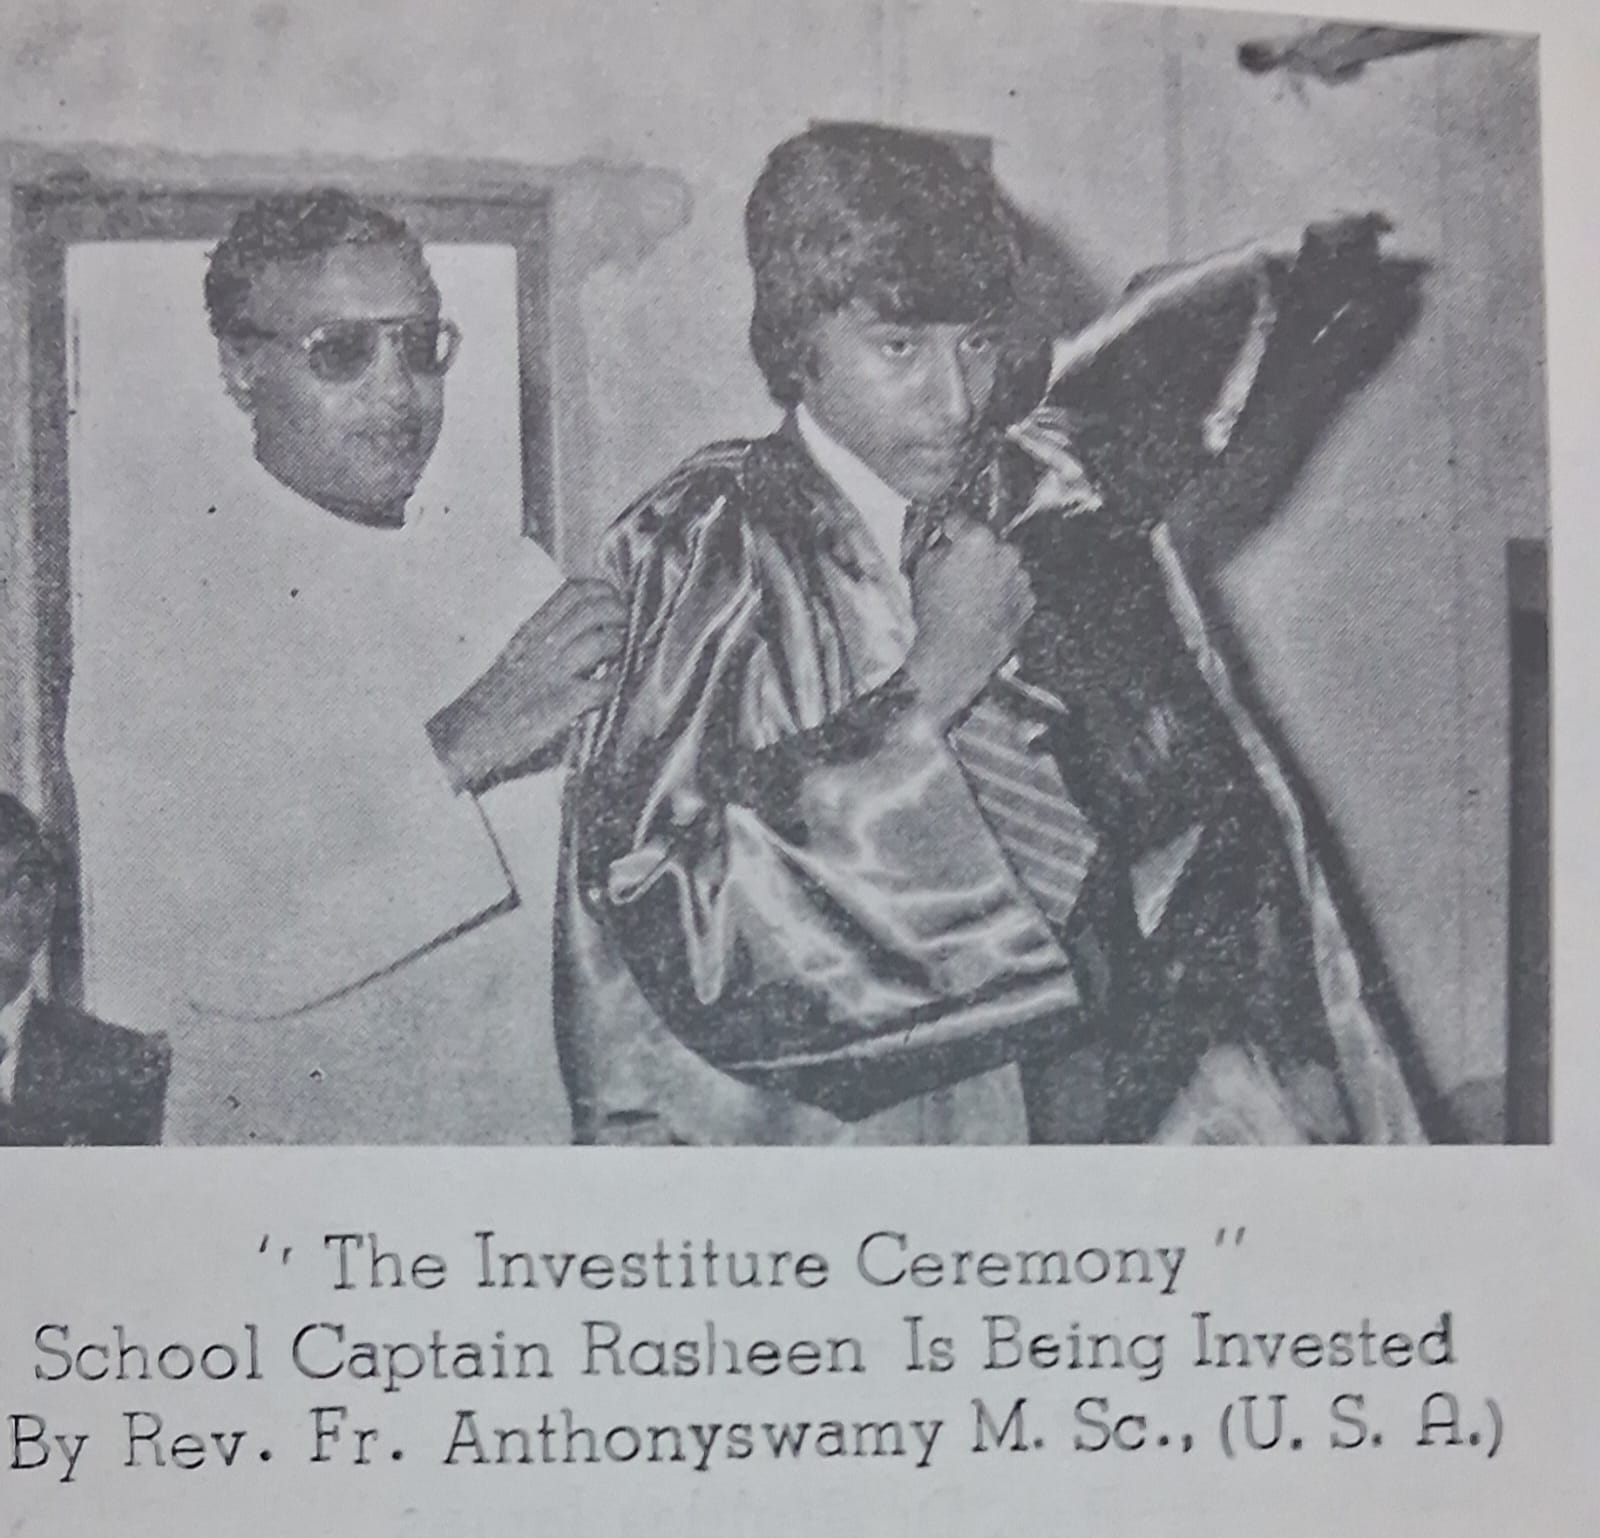 " The Investiture Ceremony "
School Captain Rasheen Is Being Invested
By Rev. Fr. Anthonyswamy M. Sc., (U. S. A.)